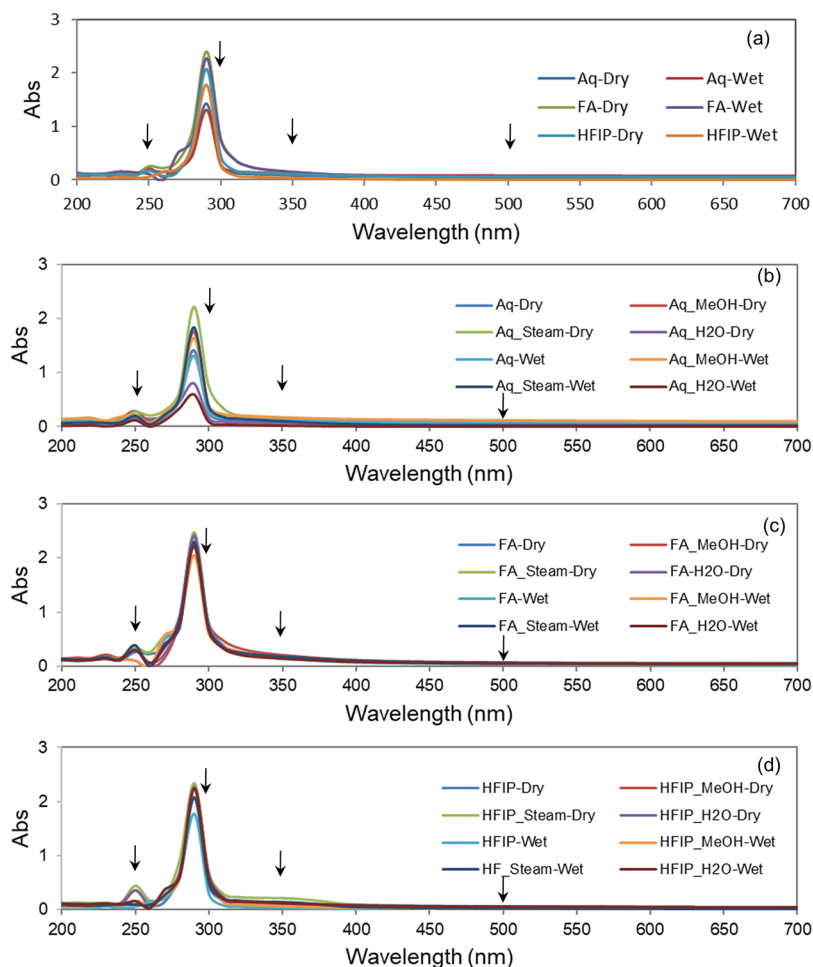 (a)
3
2
1
0
Abs
Aq-Dry Aq-Wet
FA-Dry FA-Wet
HFIP-Dry HFIP-Wet
200 250 300 350 400 450 500 550 600 650 700
Wavelength (nm)
(b)
3
2
1
0
Abs
Aq-Dry Aq_MeOH-Dry
Aq_Steam-Dry Aq_H2O-Dry
Aq-Wet Aq_MeOH-Wet
Aq_Steam-Wet Aq_H2O-Wet
200 250 300 350 400 450 500 550 600 650 700
Wavelength (nm)
(c)
3
2
1
0
Abs
FA-Dry FA_MeOH-Dry
FA_Steam-Dry FA-H2O-Dry
FA-Wet FA_MeOH-Wet
FA_Steam-Wet FA_H2O-Wet
200 250 300 350 400 450 500 550 600 650 700
Wavelength (nm)
(d)
3
2
1
0
Abs
HFIP-Dry HFIP_MeOH-Dry
HFIP_Steam-Dry HFIP_H2O-Dry
HFIP-Wet HFIP_MeOH-Wet
HF_Steam-Wet HFIP_H2O-Wet
200 250 300 350 400 450 500 550 600 650 700
Wavelength (nm)